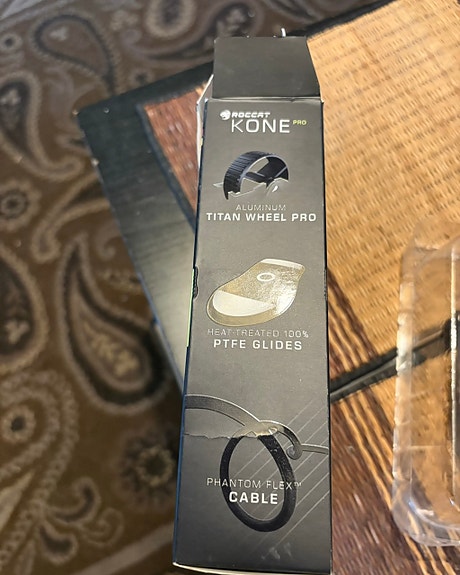 ROCCAT
KONE PRO
ALUMINUM
TITAN WHEEL PRO
HEAT-TREATED 100%
PTFE GLIDES
PHANTOM FLEX™
CABLE